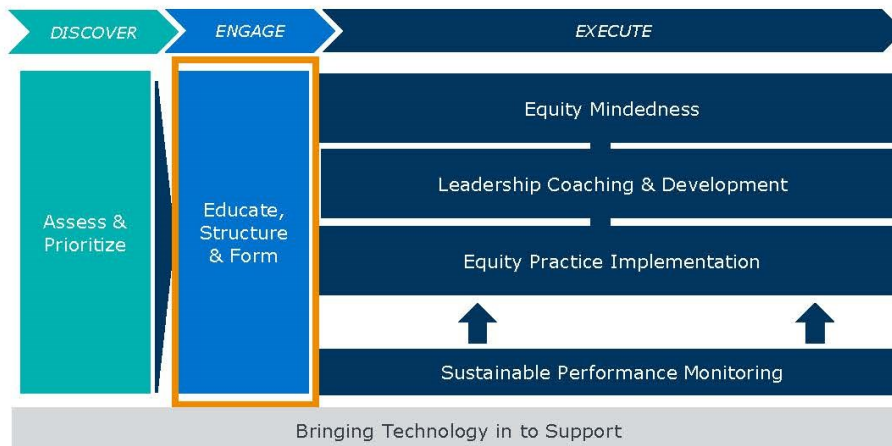 DISCOVER
ENGAGE
EXECUTE
Assess &
Prioritize
Educate,
Structure
& Form
Equity Mindedness
Leadership Coaching & Development
Equity Practice Implementation
Sustainable Performance Monitoring
Bringing Technology in to Support